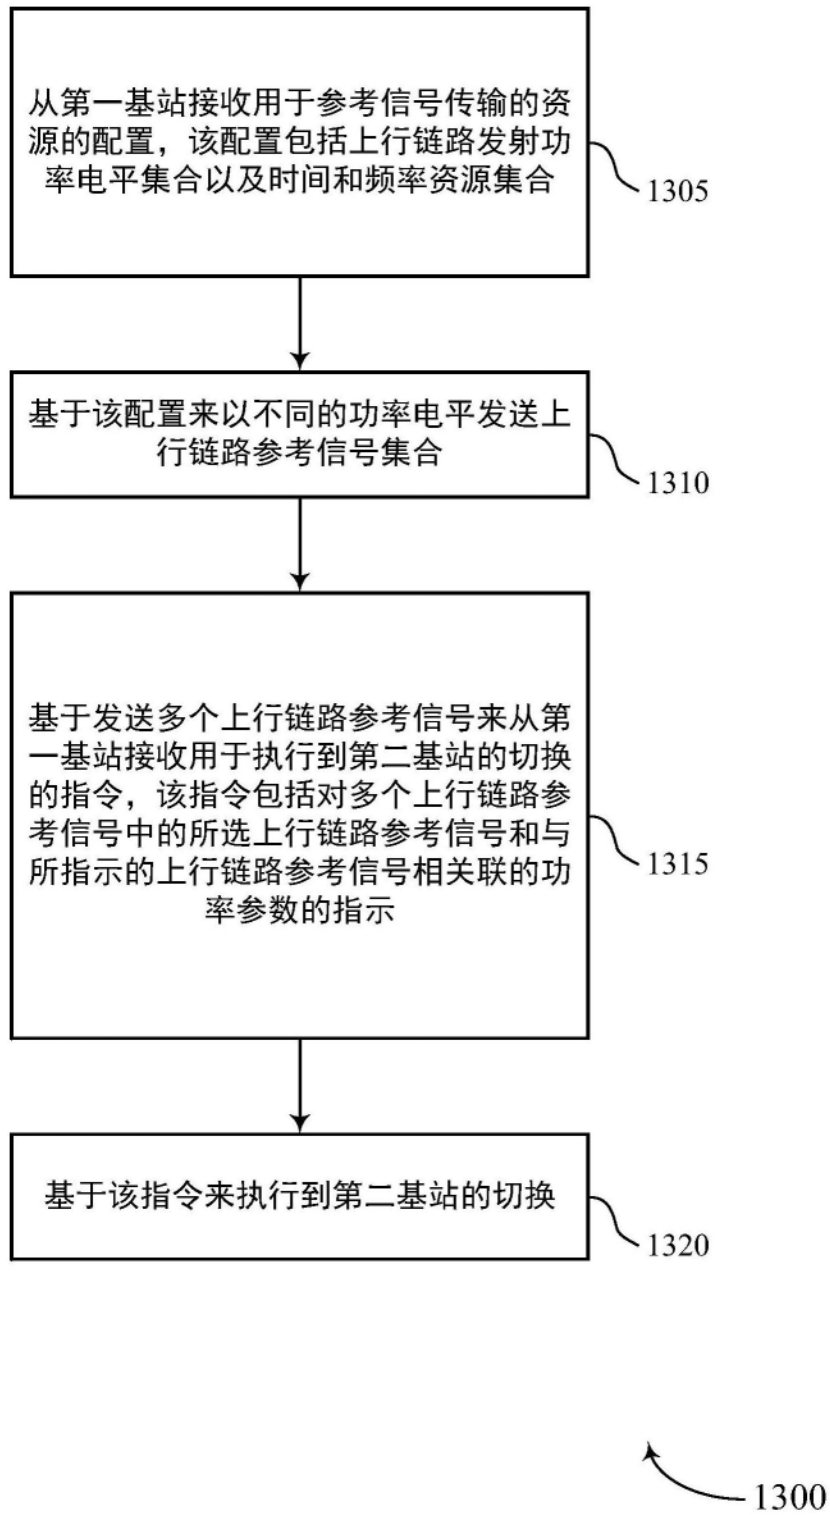 从第一基站接收用于参考信号传输的资
源的配置，该配置包括上行链路发射功
率电平集合以及时间和频率资源集合
1305
基于该配置来以不同的功率电平发送上
行链路参考信号集合
1310
基于发送多个上行链路参考信号来从第
一基站接收用于执行到第二基站的切换
的指令，该指令包括对多个上行链路参
考信号中的所选上行链路参考信号和与
所指示的上行链路参考信号相关联的功
率参数的指示
1315
基于该指令来执行到第二基站的切换
1320
1300